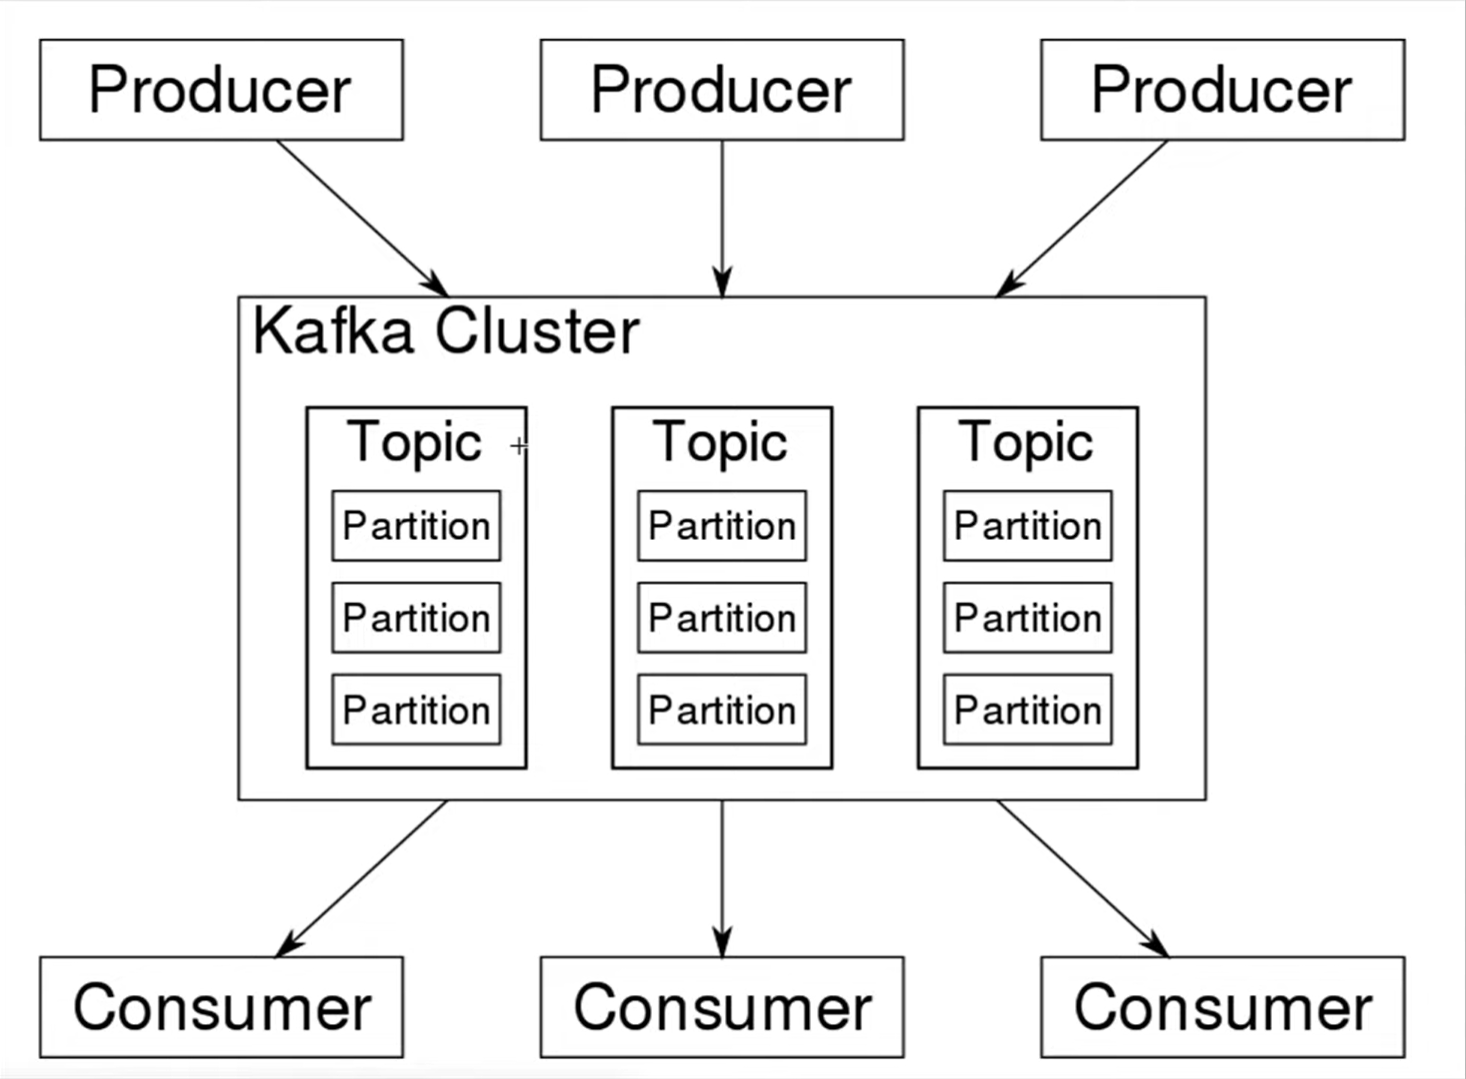 Producer
Producer
Producer
Kafka Cluster
Topic
Partition
Partition
Partition
Topic
Partition
Partition
Partition
Topic
Partition
Partition
Partition
Consumer
Consumer
Consumer